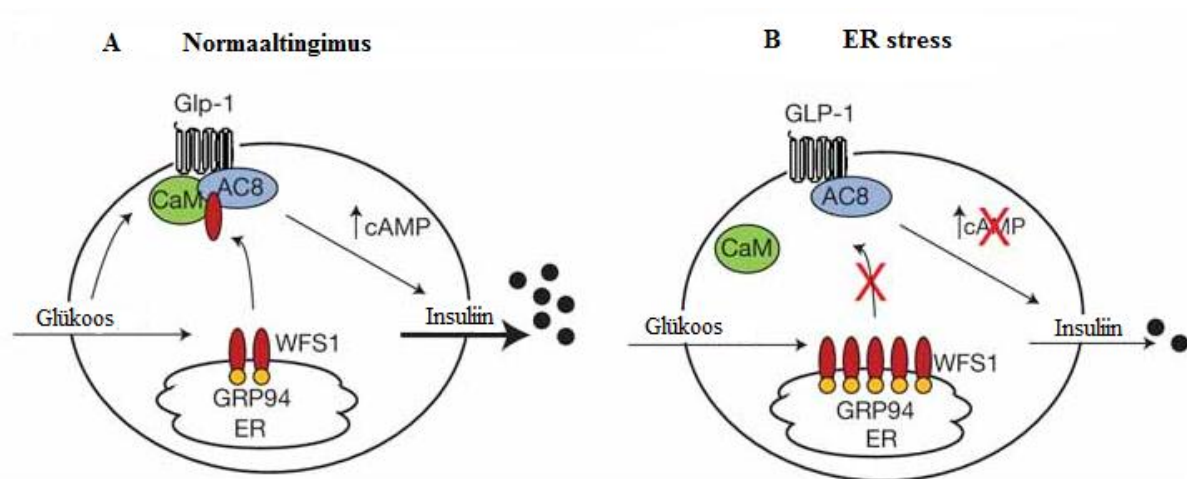 A Normaaltingimus
Glp-1
CaM
AC8
↑cAMP
Glükoos
Insuliin
WFS1
GRP94
ER
B ER stress
GLP-1
AC8
↑cAMP
CaM
Glükoos
Insuliin
WFS1
GRP94
ER